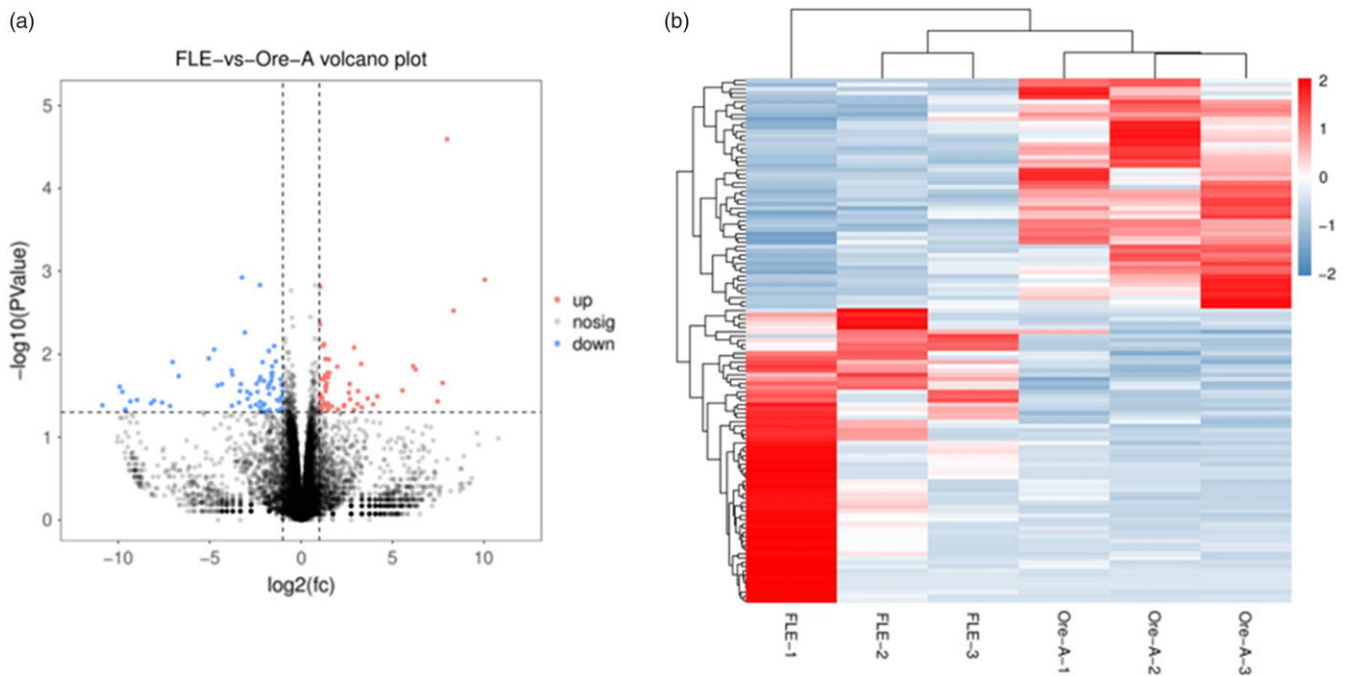 (a)
FLE−vs−Ore−A volcano plot
5
4
3
2
1
0
−log10(PValue)
−10
−5
0
5
10
log2(fc)
up
nosig
down
(b)
2
1
0
−1
−2
FLE-1
FLE-2
FLE-3
Ore-A-1
Ore-A-2
Ore-A-3